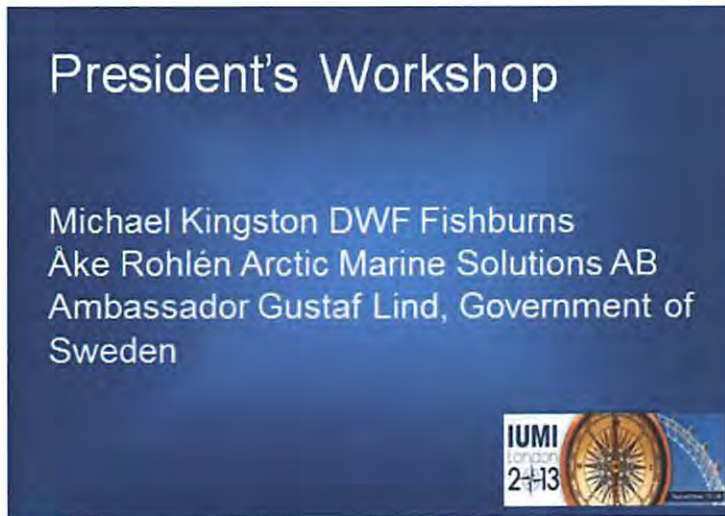 President's Workshop
Michael Kingston DWF Fishburns
Åke Rohlén Arctic Marine Solutions AB
Ambassador Gustaf Lind, Government of
Sweden
IUMI
London
2013